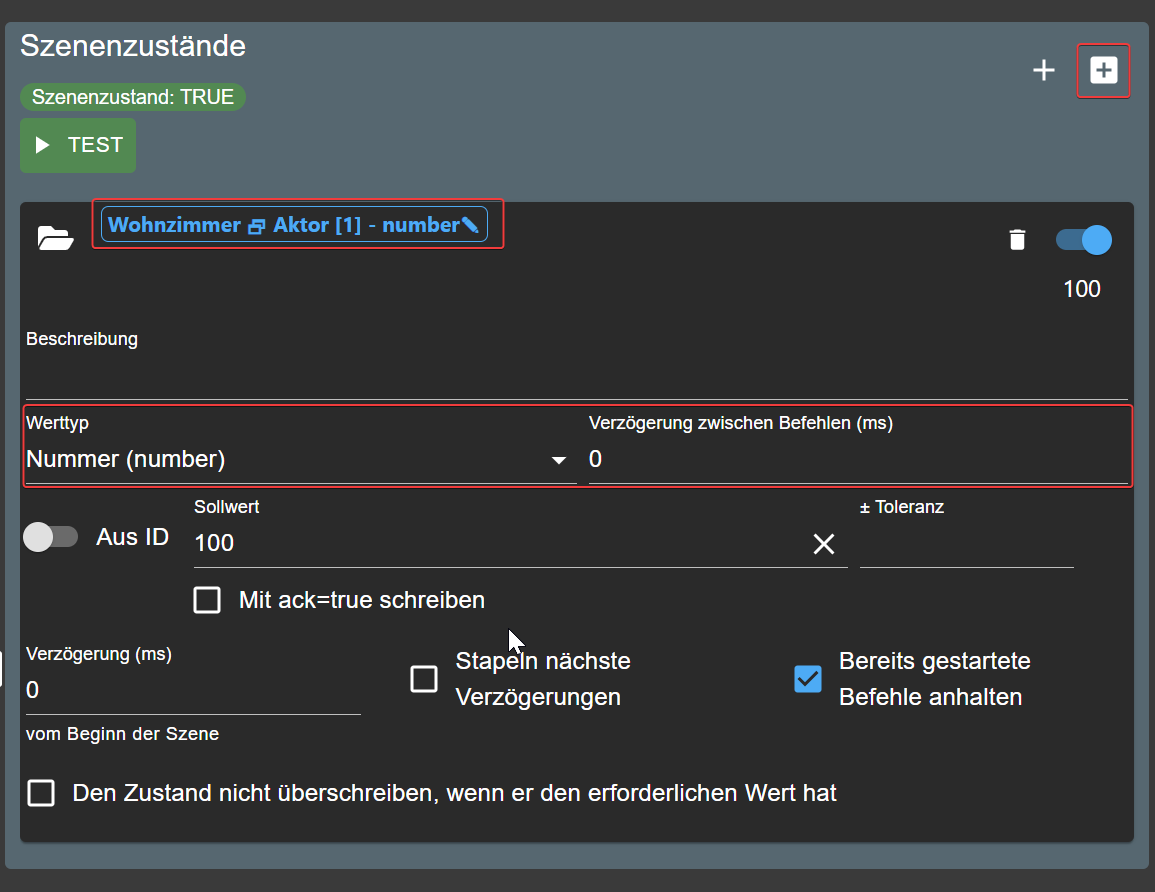 Szenenzustände
Szenenzustand: TRUE
TEST
Wohnzimmer Aktor [1] - number
100
Beschreibung
Werttyp
Verzögerung zwischen Befehlen (ms)
Nummer (number)
0
Sollwert
± Toleranz
Aus ID
100
Mit ack=true schreiben
Verzögerung (ms)
0
vom Beginn der Szene
Stapeln nächste
Verzögerungen
Bereits gestartete
Befehle anhalten
Den Zustand nicht überschreiben, wenn er den erforderlichen Wert hat